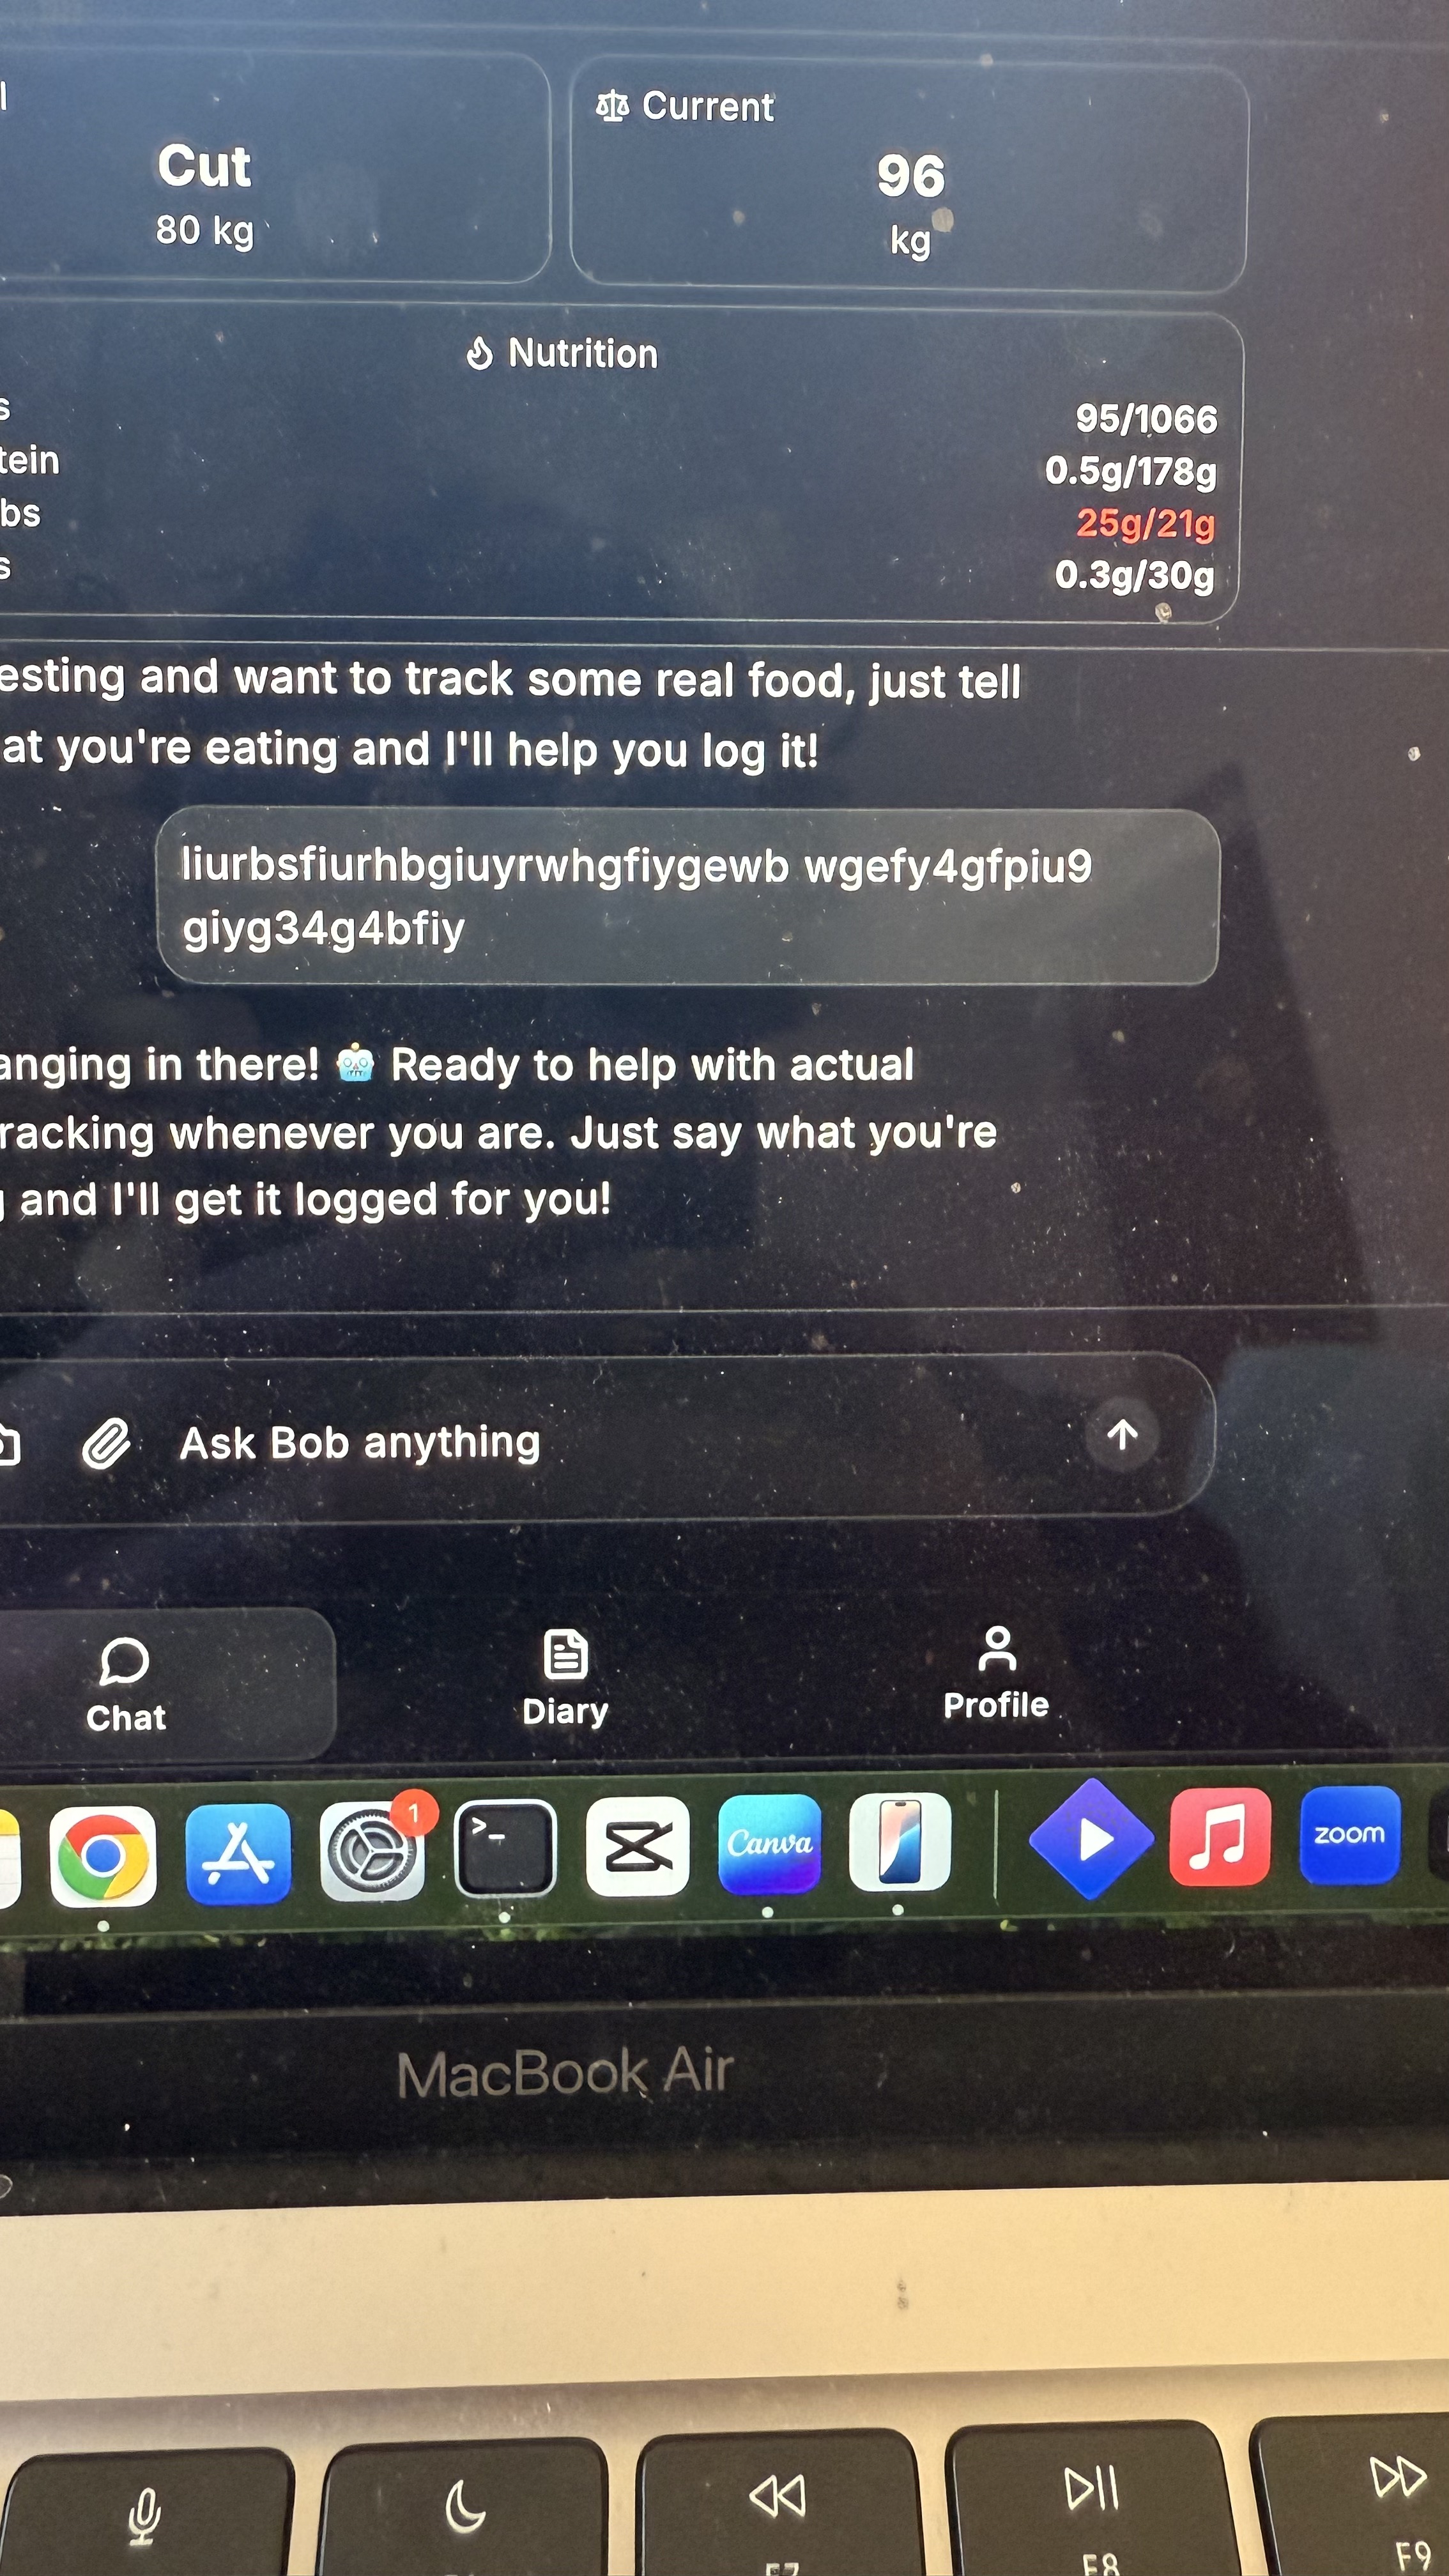 Current
Cut
96
80 kg
kg
Nutrition
95/1066
tein
0.5g/178g
bs
25g/21g
s
0.3g/30g
esting and want to track some real food, just tell
at you're eating and I'll help you log it!
liurbsfiurhbgiuyrwhgfiygewb wgefy4gfpiu9
giyg34g4bfiy
anging in there! Ready to help with actual
racking whenever you are. Just say what you're
and I'll get it logged for you!
Ask Bob anything
Chat
Diary
Profile
1
>_
Canva
zoom
MacBook Air
F7
F8
F9